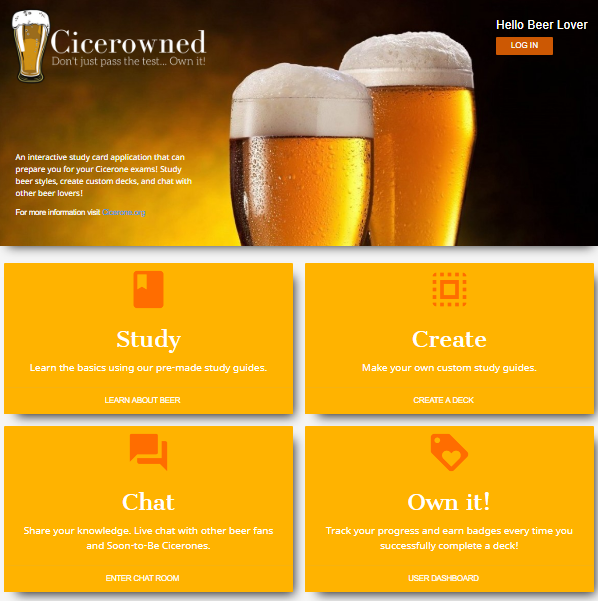 Cicerowned
Don't just pass the test... Own it!
Hello Beer Lover
LOG IN
An interactive study card application that can
prepare you for your Cicerone exams! Study
beer styles, create custom decks, and chat with
other beer lovers!
For more information visit Cicerone.org
Study
Learn the basics using our pre-made study guides.
LEARN ABOUT BEER
Create
Make your own custom study guides.
CREATE A DECK
Chat
Share your knowledge. Live chat with other beer fans
and Soon-to-Be Cicerones.
ENTER CHAT ROOM
Own it!
Track your progress and earn badges every time you
successfully complete a deck!
USER DASHBOARD